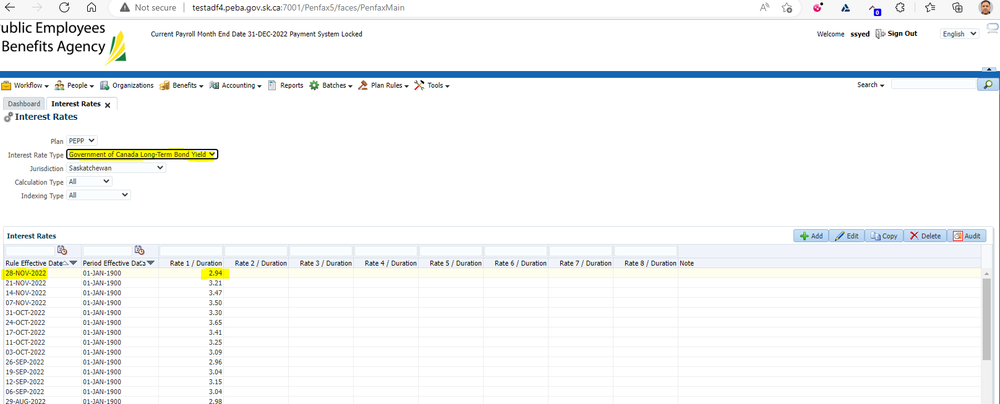 Not secure testadf4.peba.gov.sk.ca:7001/Penfax5/faces/PenfaxMain A 0
ublic Employees
Benefits Agency
Current Payroll Month End Date 31-DEC-2022 Payment System Locked
Welcome ssyed Sign Out English
Workflow People Organizations Benefits Accounting Reports Batches Plan Rules Tools Search
Dashboard Interest Rates
Interest Rates
Plan PEPP
Interest Rate Type Government of Canada Long-Term Bond Yield
Jurisdiction Saskatchewan
Calculation Type All
Indexing Type All
Interest Rates Add Edit Copy Delete Audit
Rule Effective Date Period Effective Date Rate 1 / Duration Rate 2 / Duration Rate 3 / Duration Rate 4 / Duration Rate 5 / Duration Rate 6 / Duration Rate 7 / Duration Rate 8 / Duration Note
28-NOV-2022 01-JAN-1900 2.94
21-NOV-2022 01-JAN-1900 3.21
14-NOV-2022 01-JAN-1900 3.47
07-NOV-2022 01-JAN-1900 3.50
31-OCT-2022 01-JAN-1900 3.30
24-OCT-2022 01-JAN-1900 3.65
17-OCT-2022 01-JAN-1900 3.41
11-OCT-2022 01-JAN-1900 3.25
03-OCT-2022 01-JAN-1900 3.09
26-SEP-2022 01-JAN-1900 2.96
19-SEP-2022 01-JAN-1900 3.04
12-SEP-2022 01-JAN-1900 3.15
06-SEP-2022 01-JAN-1900 3.04
29-AUG-2022 01-JAN-1900 2.98